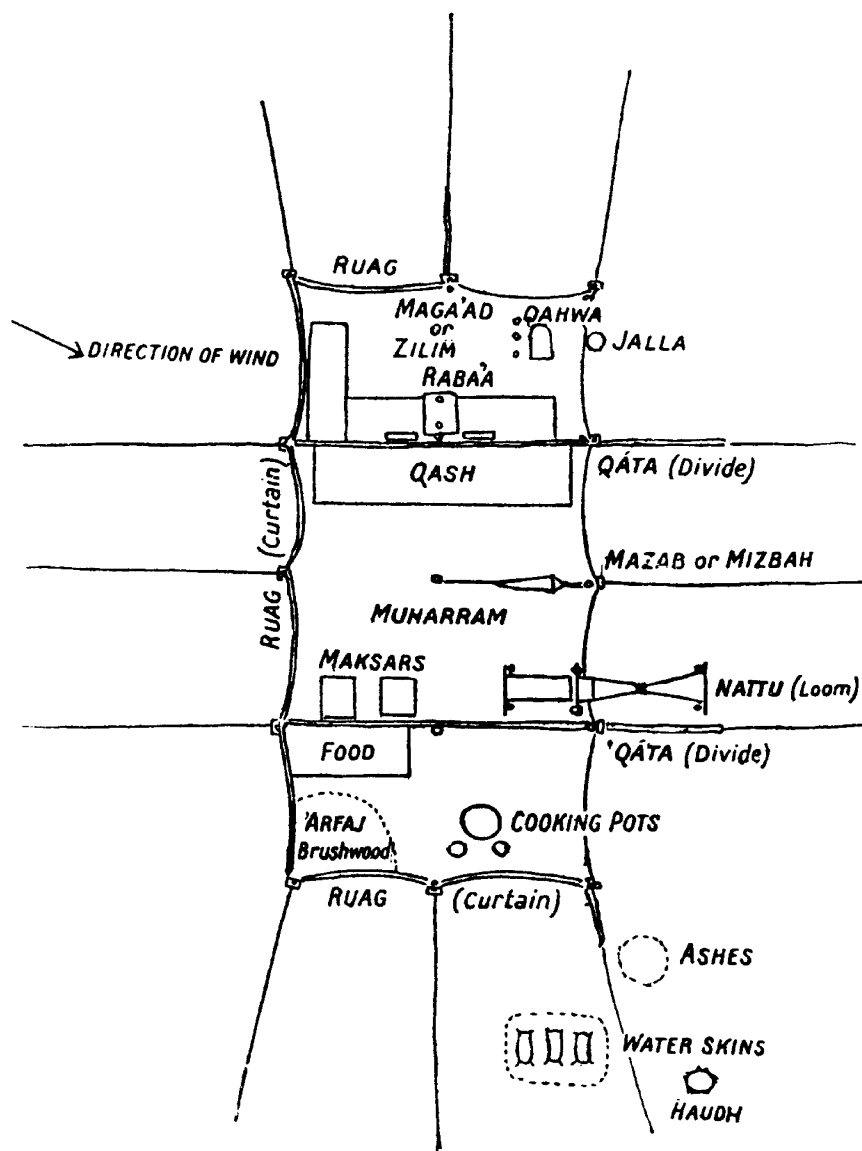 RUAG
MAGA'AD
or
ZILIM
QAHWA
JALLA
DIRECTION OF WIND
RABA'A
QASH
QÁTA (Divide)
(Curtain)
RUAG
MAZAB or MIZBAH
MUHARRAM
MAKSARS
NATTU (Loom)
FOOD
'QÁTA (Divide)
'ARFAJ
Brushwood
COOKING POTS
RUAG
(Curtain)
ASHES
WATER SKINS
HAUDH